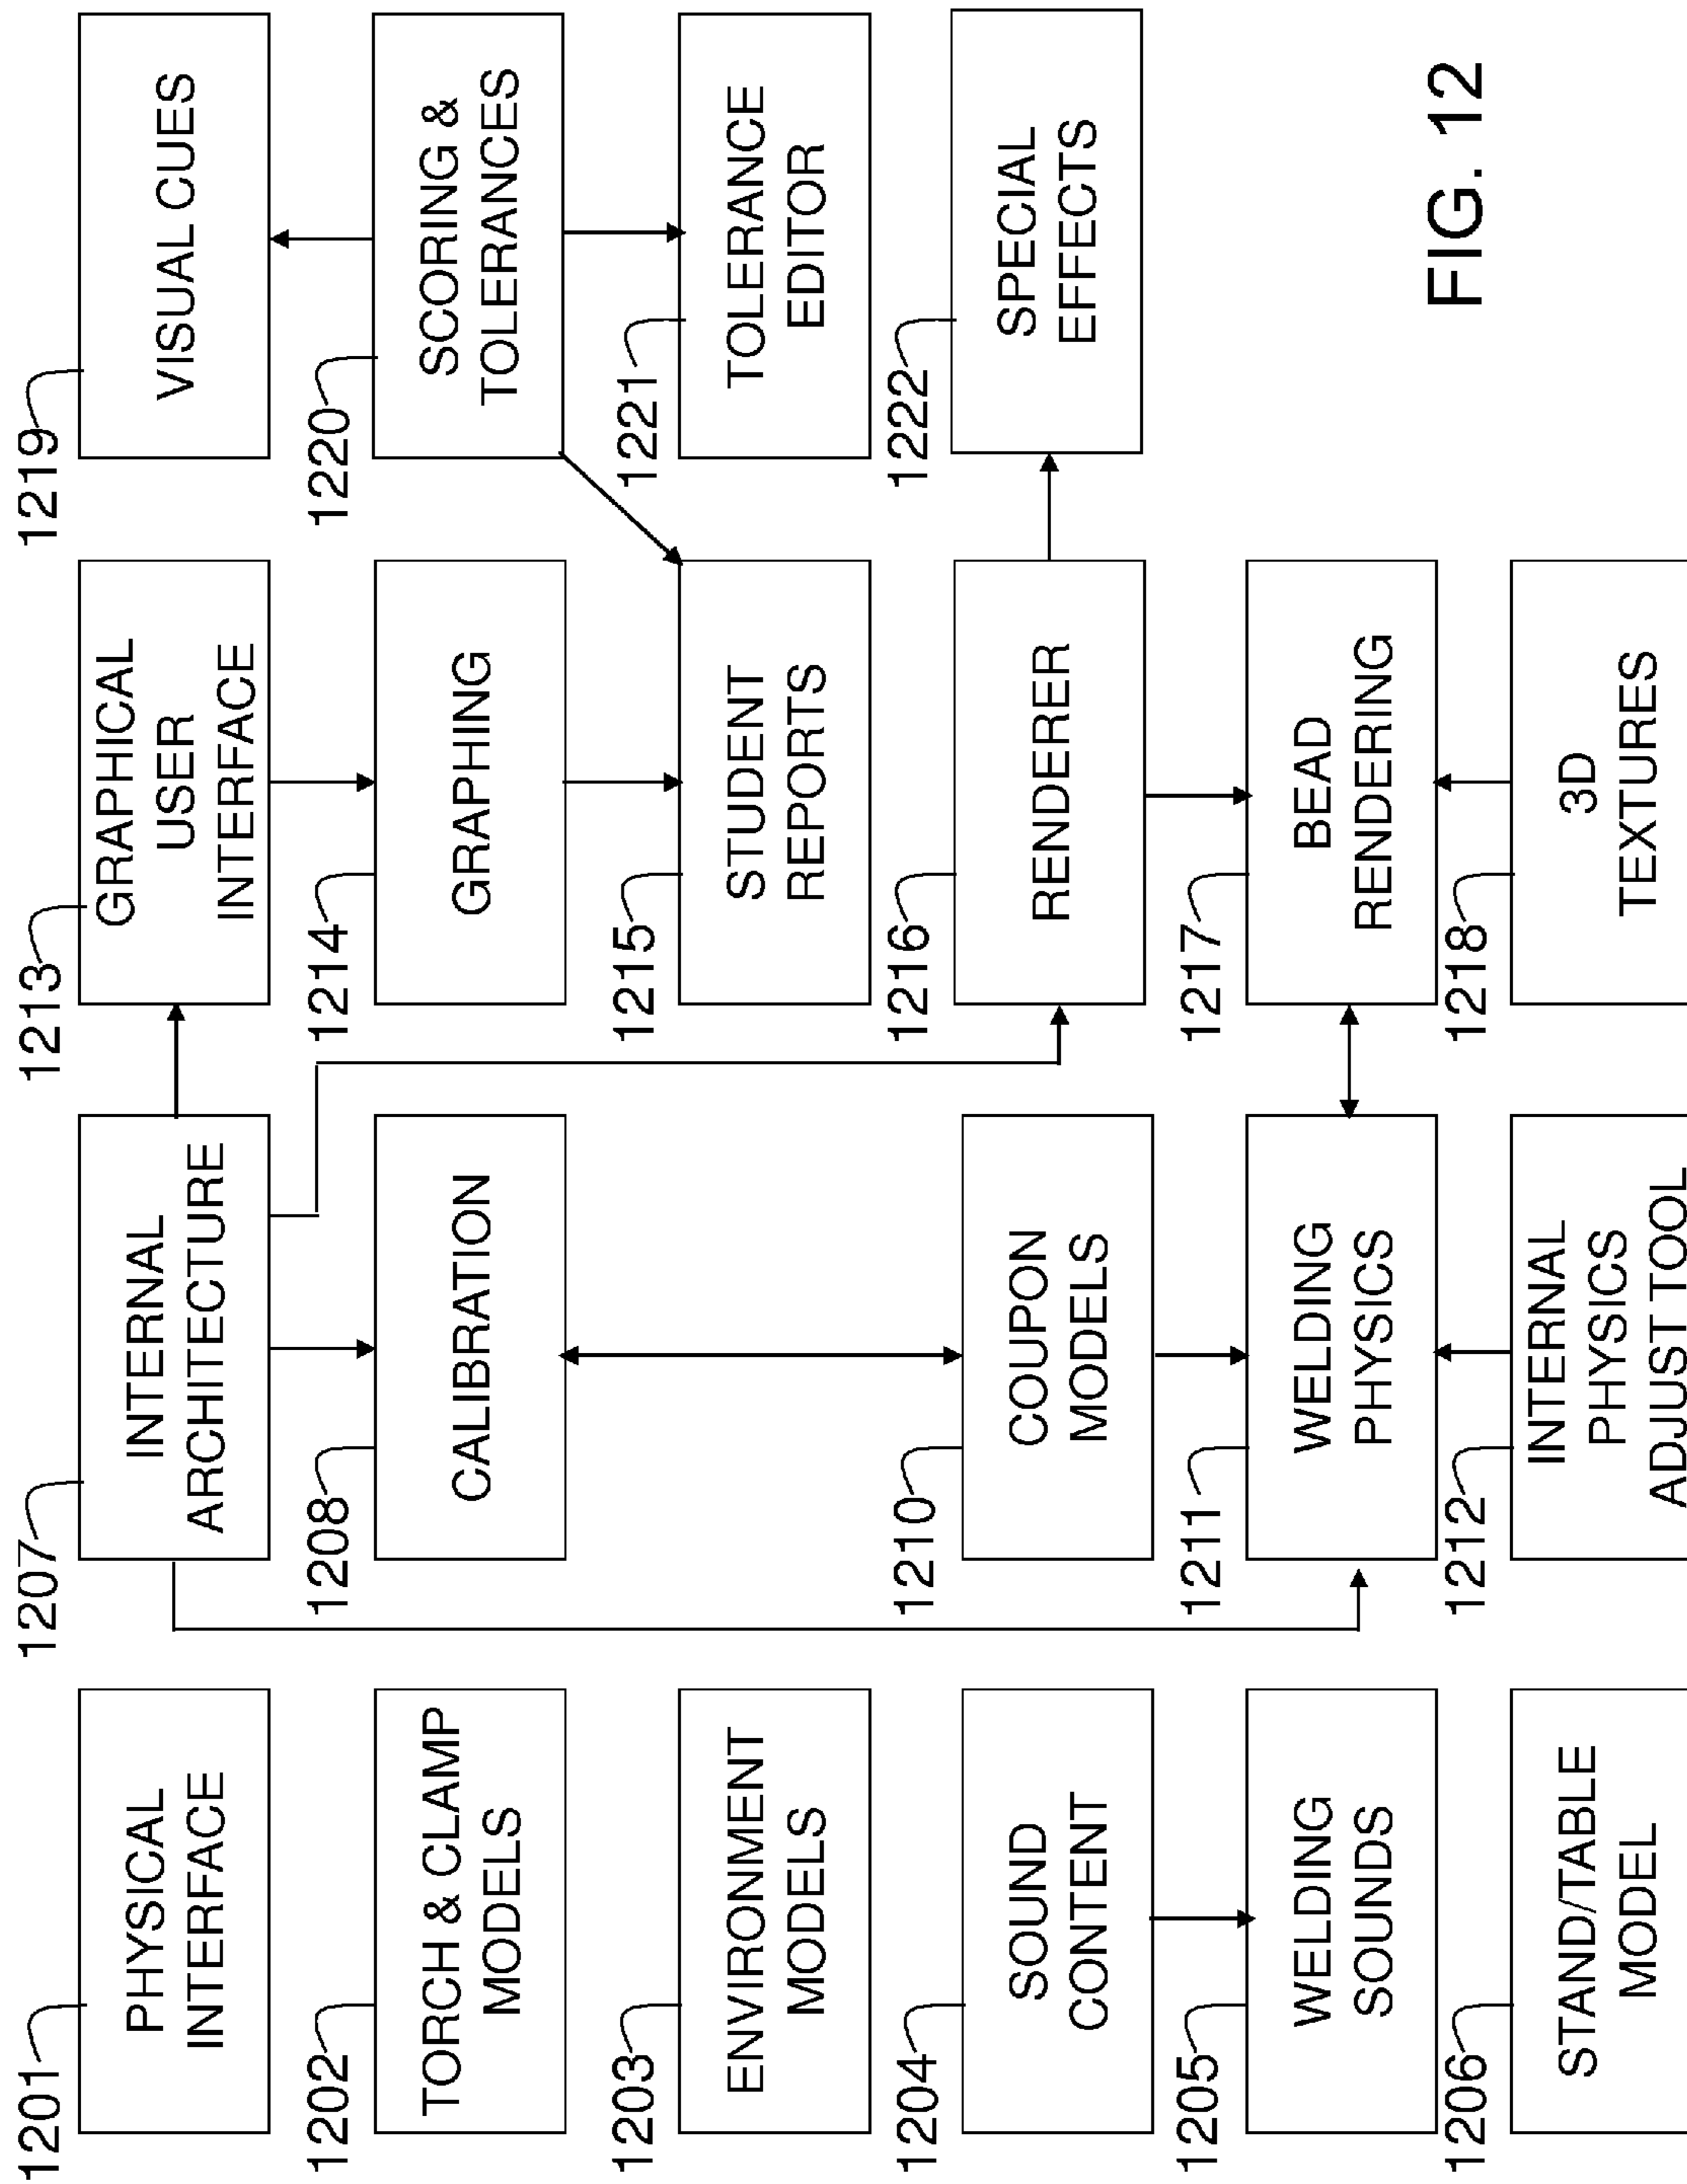 1201
PHYSICAL
INTERFACE
1202
TORCH & CLAMP
MODELS
1203
ENVIRONMENT
MODELS
1204
SOUND
CONTENT
1205
WELDING
SOUNDS
1206
STAND/TABLE
MODEL
1207
INTERNAL
ARCHITECTURE
1208
CALIBRATION
1210
COUPON
MODELS
1211
WELDING
PHYSICS
1212
INTERNAL
PHYSICS
ADJUST TOOL
1213
GRAPHICAL
USER
INTERFACE
1214
GRAPHING
1215
STUDENT
REPORTS
1216
RENDERER
1217
BEAD
RENDERING
1218
3D
TEXTURES
1219
VISUAL CUES
1220
SCORING &
TOLERANCES
1221
TOLERANCE
EDITOR
1222
SPECIAL
EFFECTS
FIG. 12